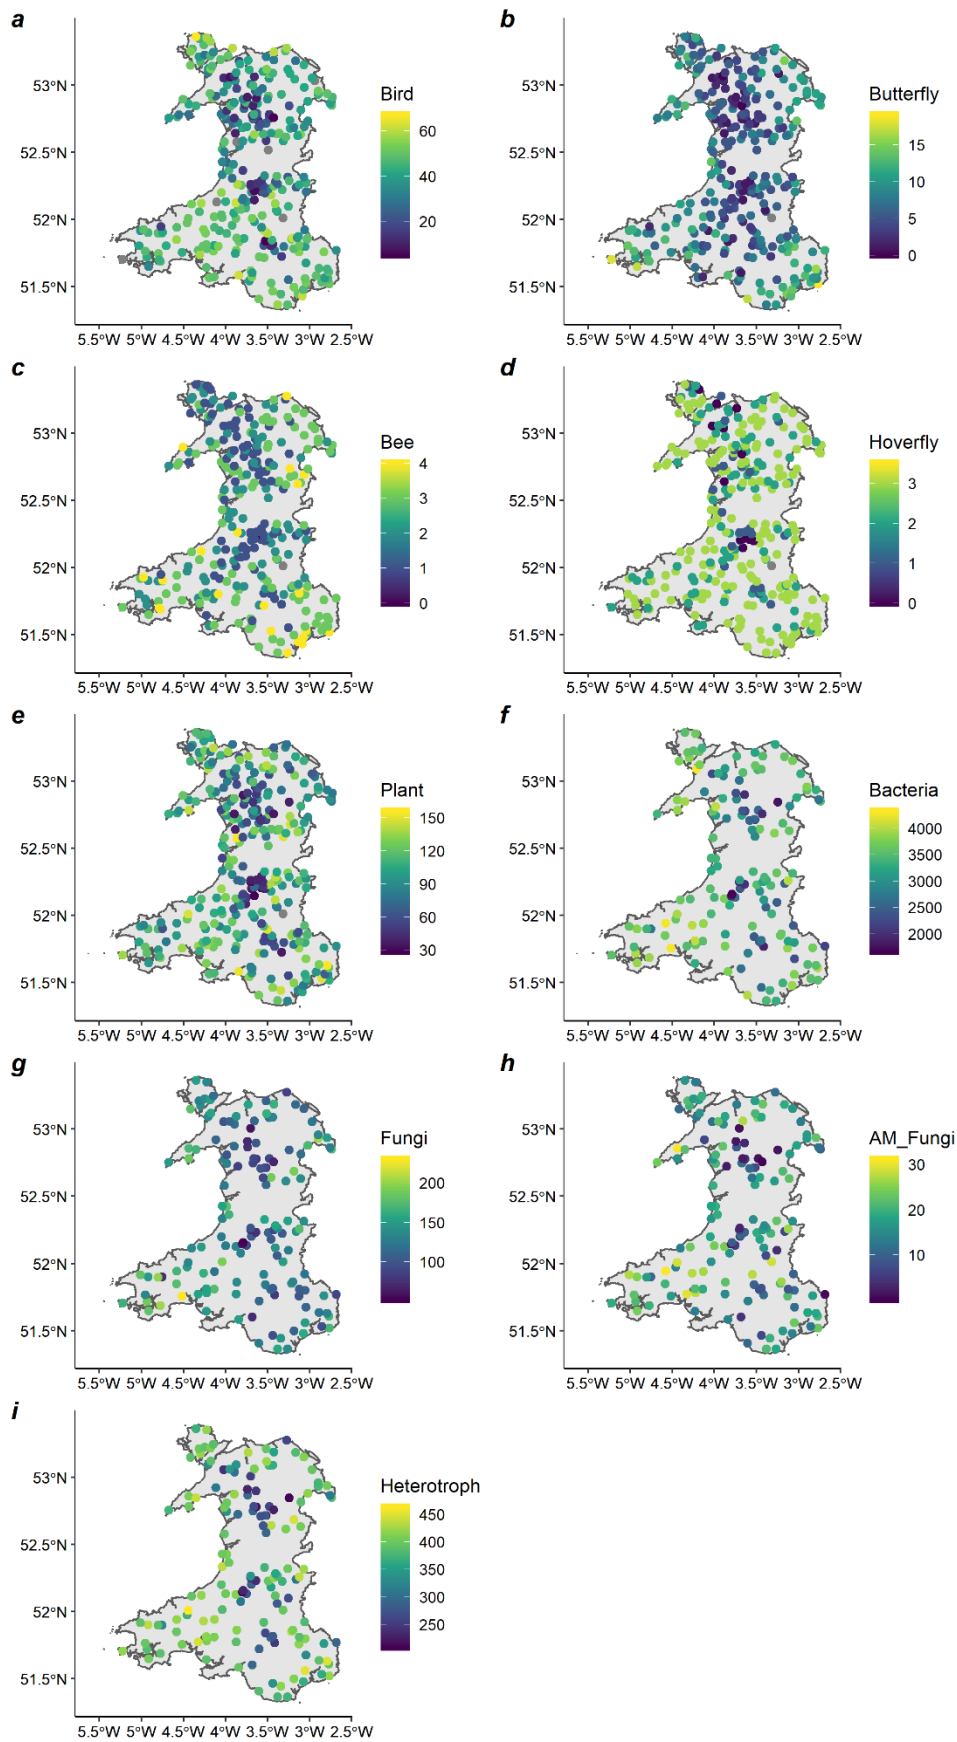 a
b
53°N
52.5°N
52°N
51.5°N
5.5°W 5°W 4.5°W 4°W 3.5°W 3°W 2.5°W
Bird
60
40
20
53°N
52.5°N
52°N
51.5°N
5.5°W 5°W 4.5°W 4°W 3.5°W 3°W 2.5°W
Butterfly
15
10
5
0
c
d
53°N
52.5°N
52°N
51.5°N
5.5°W 5°W 4.5°W 4°W 3.5°W 3°W 2.5°W
Bee
4
3
2
1
0
53°N
52.5°N
52°N
51.5°N
5.5°W 5°W 4.5°W 4°W 3.5°W 3°W 2.5°W
Hoverfly
3
2
1
0
e
f
53°N
52.5°N
52°N
51.5°N
5.5°W 5°W 4.5°W 4°W 3.5°W 3°W 2.5°W
Plant
150
120
90
60
30
53°N
52.5°N
52°N
51.5°N
5.5°W 5°W 4.5°W 4°W 3.5°W 3°W 2.5°W
Bacteria
4000
3500
3000
2500
2000
g
h
53°N
52.5°N
52°N
51.5°N
5.5°W 5°W 4.5°W 4°W 3.5°W 3°W 2.5°W
Fungi
200
150
100
53°N
52.5°N
52°N
51.5°N
5.5°W 5°W 4.5°W 4°W 3.5°W 3°W 2.5°W
AM_Fungi
30
20
10
i
53°N
52.5°N
52°N
51.5°N
5.5°W 5°W 4.5°W 4°W 3.5°W 3°W 2.5°W
Heterotroph
450
400
350
300
250